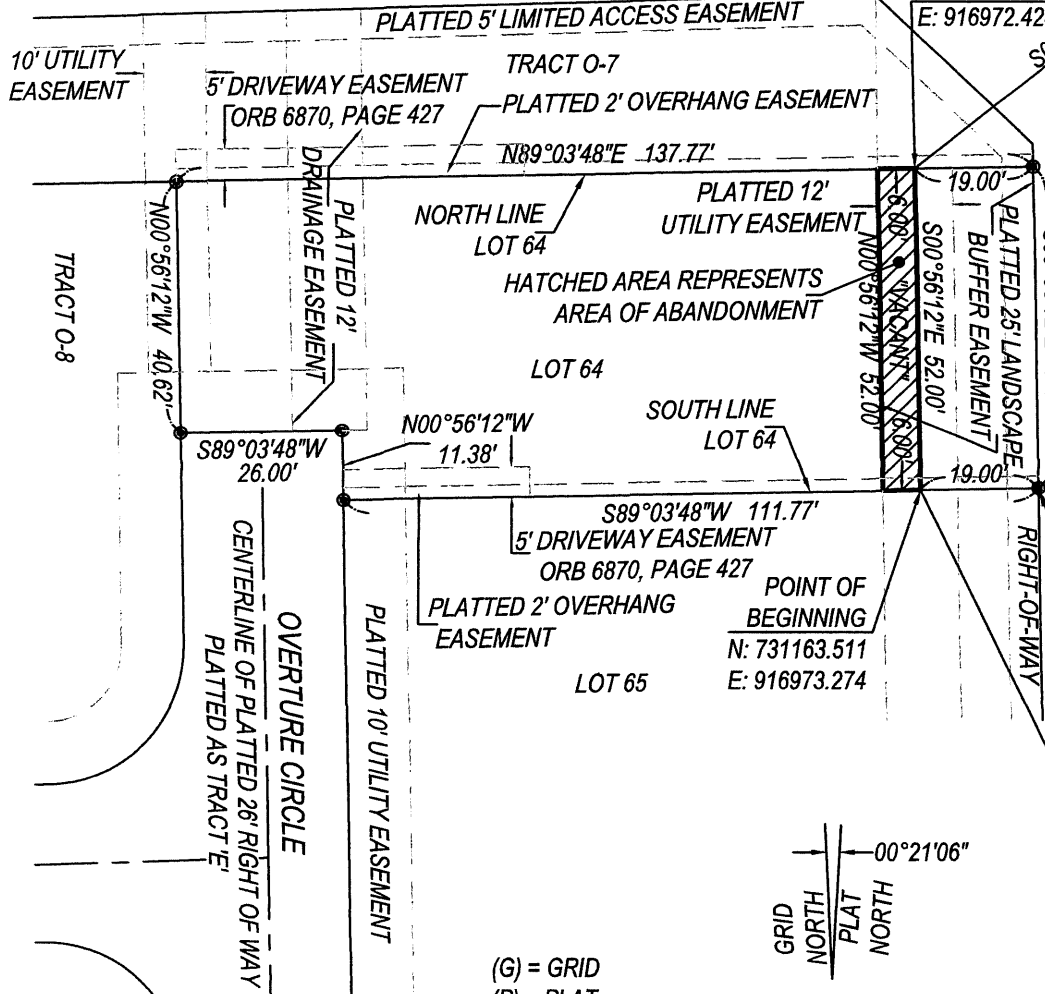 PLATTED 5' LIMITED ACCESS EASEMENT
E: 916972.42
10' UTILITY
EASEMENT
5' DRIVEWAY EASEMENT
ORB 6870, PAGE 427
TRACT O-7
PLATTED 2' OVERHANG EASEMENT
N89°03'48"E 137.77'
PLATTED 12'
DRAINAGE EASEMENT
NORTH LINE
LOT 64
PLATTED 12'
UTILITY EASEMENT
19.00'
6.00'
HATCHED AREA REPRESENTS
AREA OF ABANDONMENT
"VACANT"
N00°56'12"W 52.00'
S00°56'12"E 52.00'
PLATTED 25' LANDSCAPE
BUFFER EASEMENT
TRACT O-8
N00°56'12"W 40.62'
LOT 64
SOUTH LINE
LOT 64
N00°56'12"W
11.38'
S89°03'48"W
26.00'
6.00'
19.00'
S89°03'48"W 111.77'
5' DRIVEWAY EASEMENT
ORB 6870, PAGE 427
PLATTED 2' OVERHANG
EASEMENT
POINT OF
BEGINNING
N: 731163.511
E: 916973.274
RIGHT-OF-WAY
LOT 65
OVERTURE CIRCLE
CENTERLINE OF PLATTED 26' RIGHT OF WAY
PLATTED AS TRACT 'E'
PLATTED 10' UTILITY EASEMENT
00°21'06"
GRID
NORTH
PLAT
NORTH
(G) = GRID
(P) = PLAT